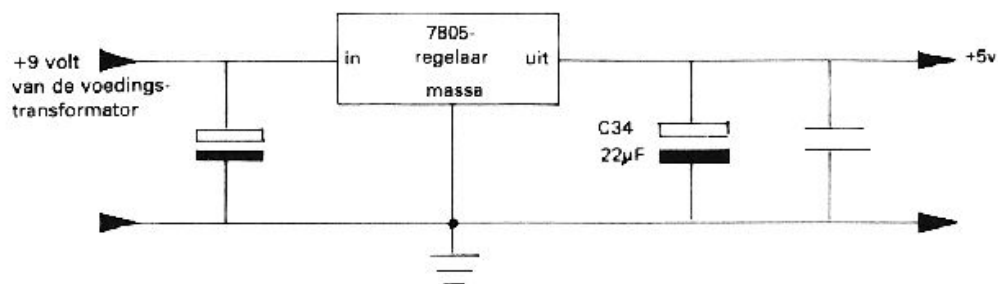 +9 volt
van de voedings-
transformator
7805-
in regelaar uit
massa
C34
22µF
+5v